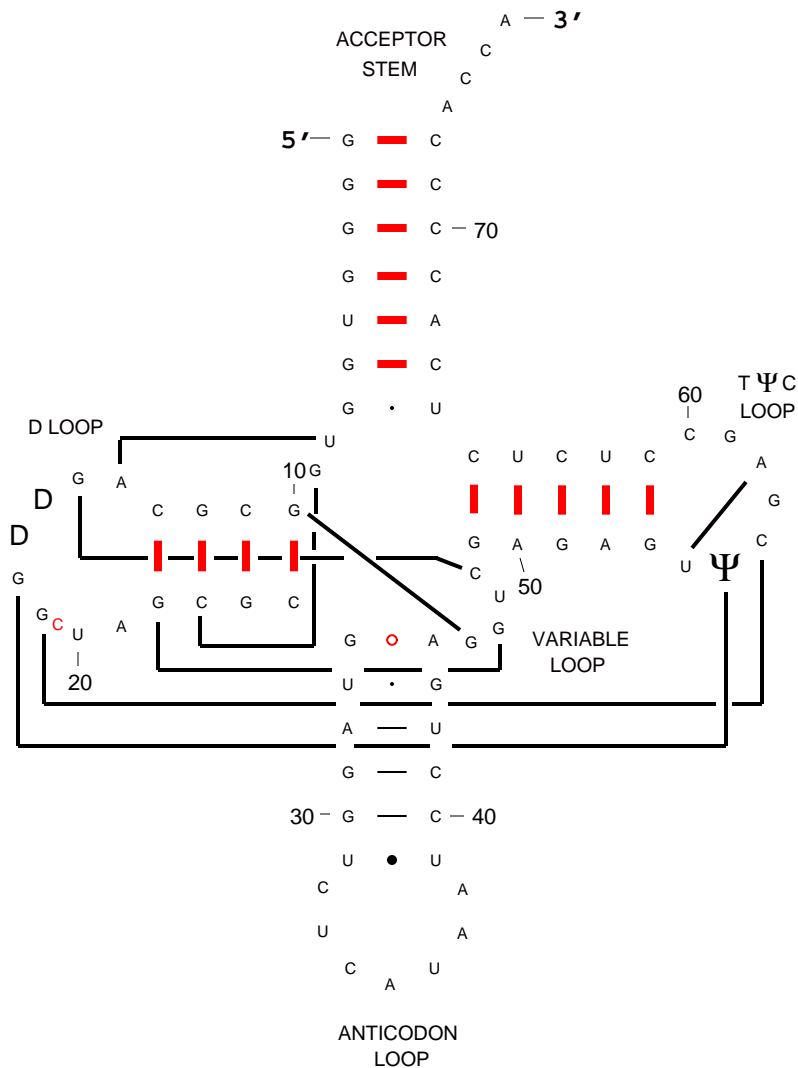 A — 3′
ACCEPTOR
STEM
C
C
A
5′ — G C
G C
G C — 70
G C
U A
G C
G U
T Ψ C
LOOP
60
D LOOP
U
C G
C U C U C
A
10 G
G A
D
C G C G
G
D
G A G A G
C
U Ψ
C
50
G
G C G C
U
G
C U A
G A G G
VARIABLE
LOOP
20
U G
A U
G C
30 — G C — 40
U U
C A
U A
C U
A
ANTICODON
LOOP